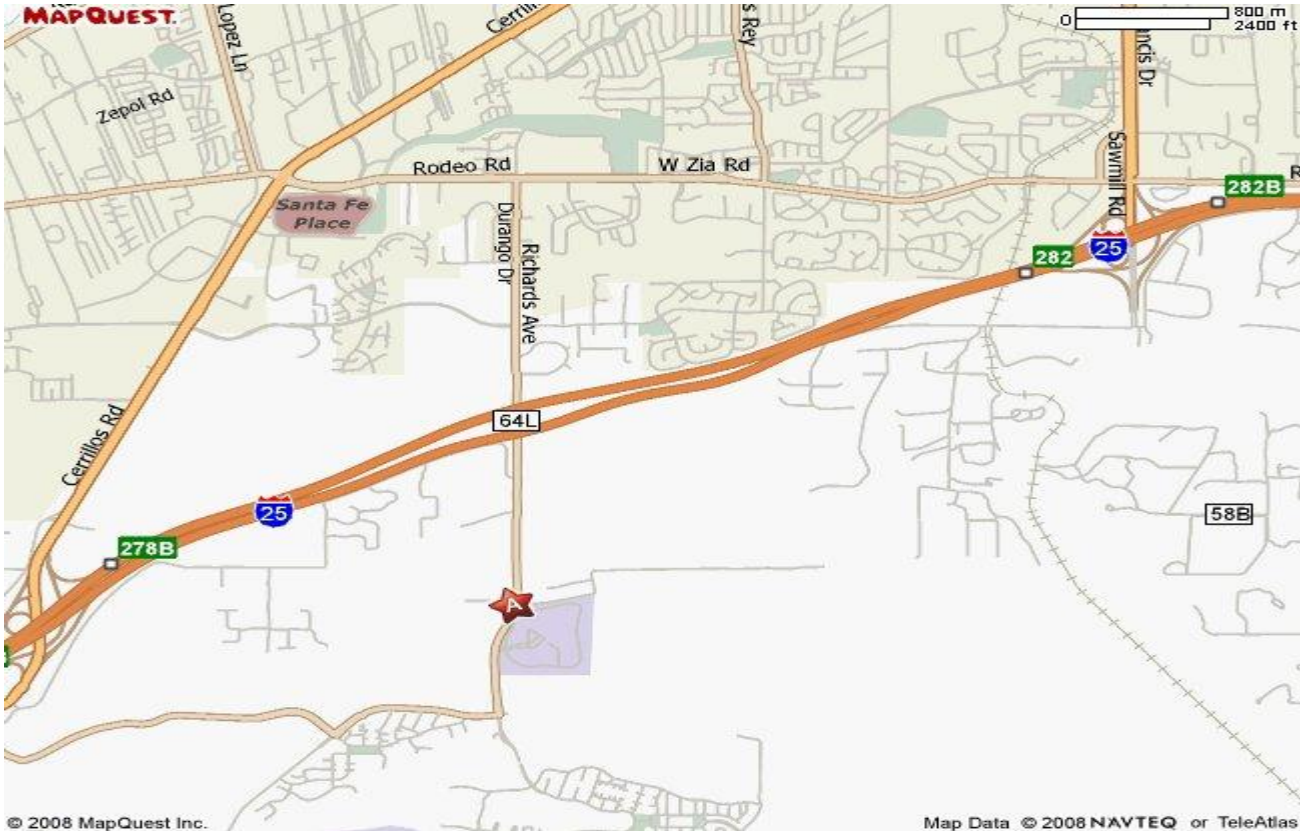 MAPQUEST.
Lopez Ln
Cerrill
s Rey
0
800 m
2400 ft
ncis Dr
Zepol Rd
Rodeo Rd
W Zia Rd
Sawmill Rd
R
282B
Santa Fe
Place
Durango Dr
Richards Ave
25
282
64L
Cerrillos Rd
25
278B
58B
A
© 2008 MapQuest Inc.
Map Data © 2008 NAVTEQ or TeleAtlas